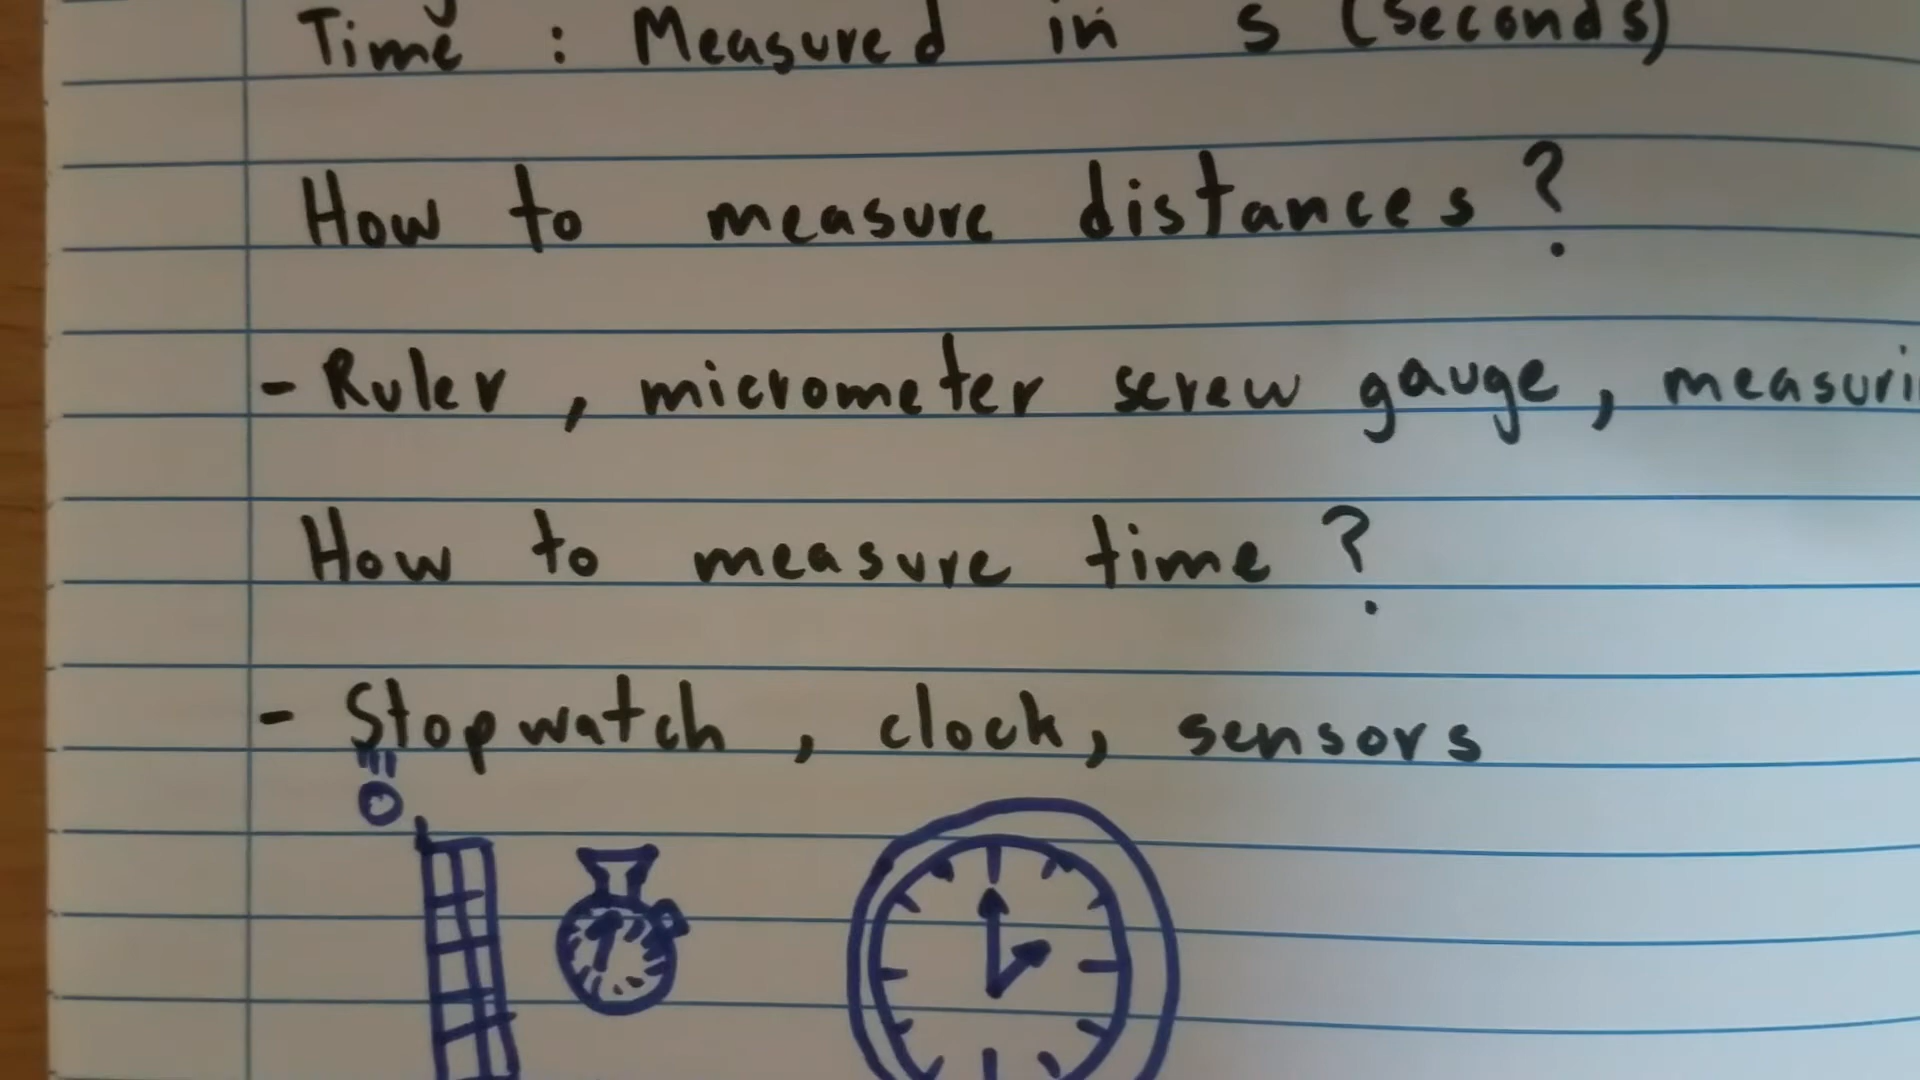 Time : Measured in s (seconds)
How to measure distances ?
- Ruler , micrometer screw gauge ,
How to measure time ?
- Stopwatch , clock , sensors